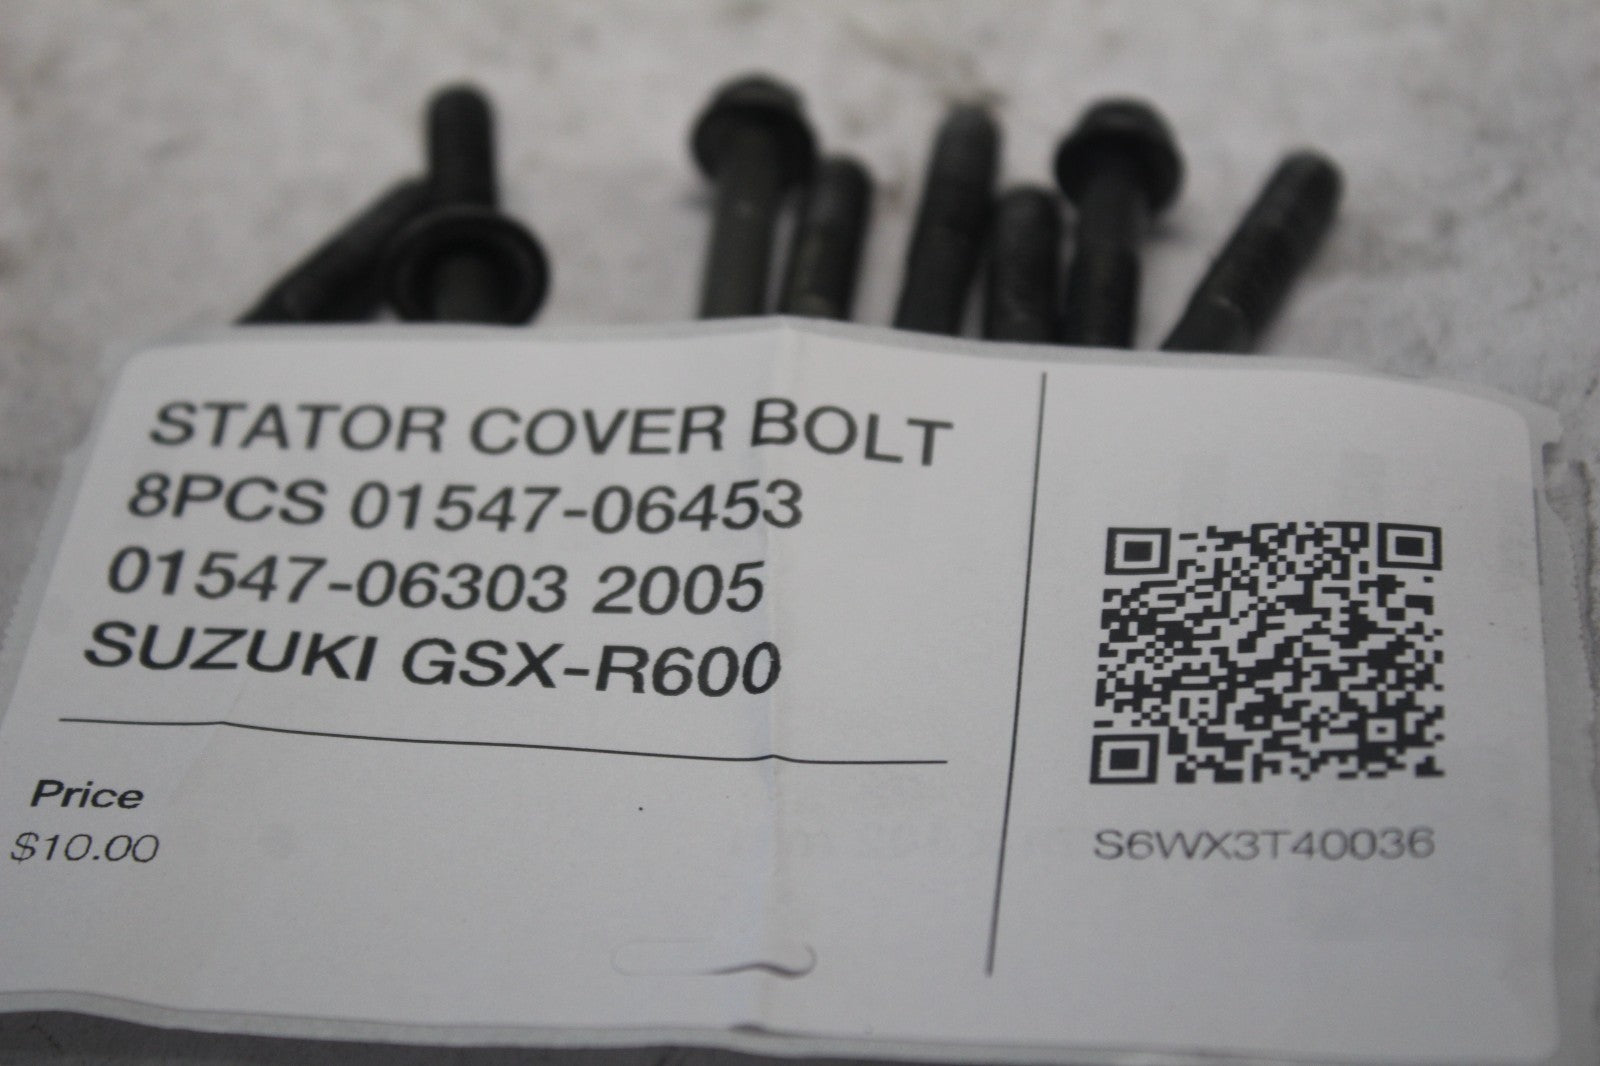 STATOR COVER BOLT
8PCS 01547-06453
01547-06303 2005
SUZUKI GSX-R600
Price
$10.00
S6WX3T40036